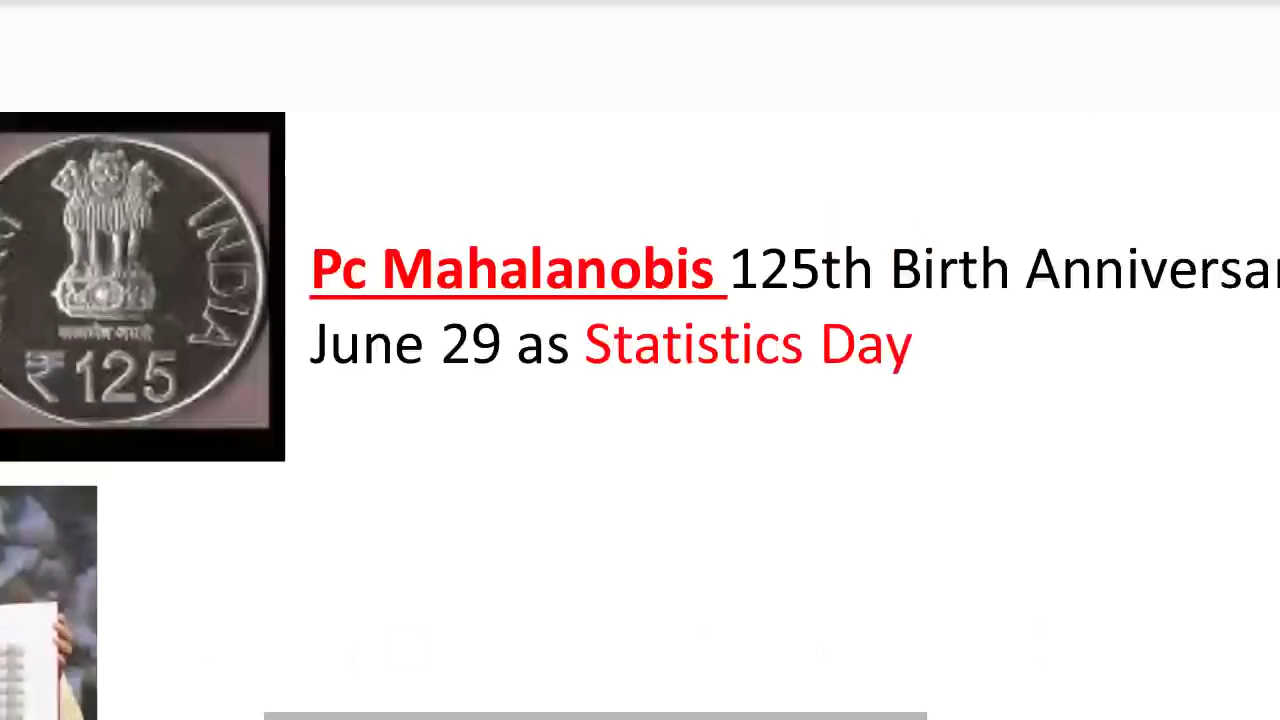 INDIA
₹125
Pc Mahalanobis 125th Birth Anniversar
June 29 as Statistics Day